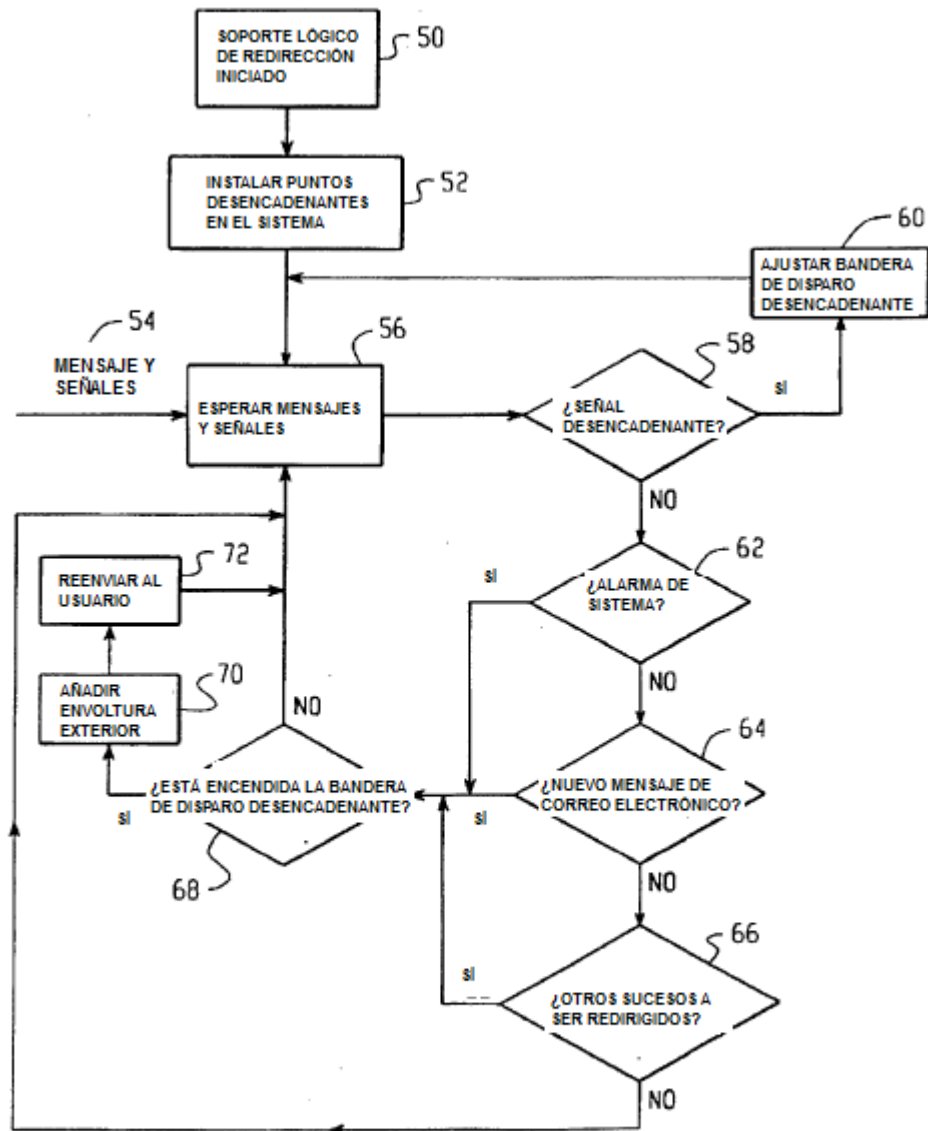 SOPORTE LÓGICO
DE REDIRECCIÓN
INICIADO
50
INSTALAR PUNTOS
DESENCADENANTES
EN EL SISTEMA
52
60
AJUSTAR BANDERA
DE DISPARO
DESENCADENANTE
54
MENSAJE Y
SEÑALES
56
ESPERAR MENSAJES
Y SEÑALES
58
¿SEÑAL
DESENCADENANTE?
SI
NO
72
REENVIAR AL
USUARIO
62
¿ALARMA DE
SISTEMA?
SI
NO
70
AÑADIR
ENVOLTURA
EXTERIOR
NO
64
¿NUEVO MENSAJE DE
CORREO ELECTRÓNICO?
SI
NO
¿ESTÁ ENCENDIDA LA BANDERA
DE DISPARO DESENCADENANTE?
SI
68
66
¿OTROS SUCESOS A
SER REDIRIGIDOS?
SI
NO